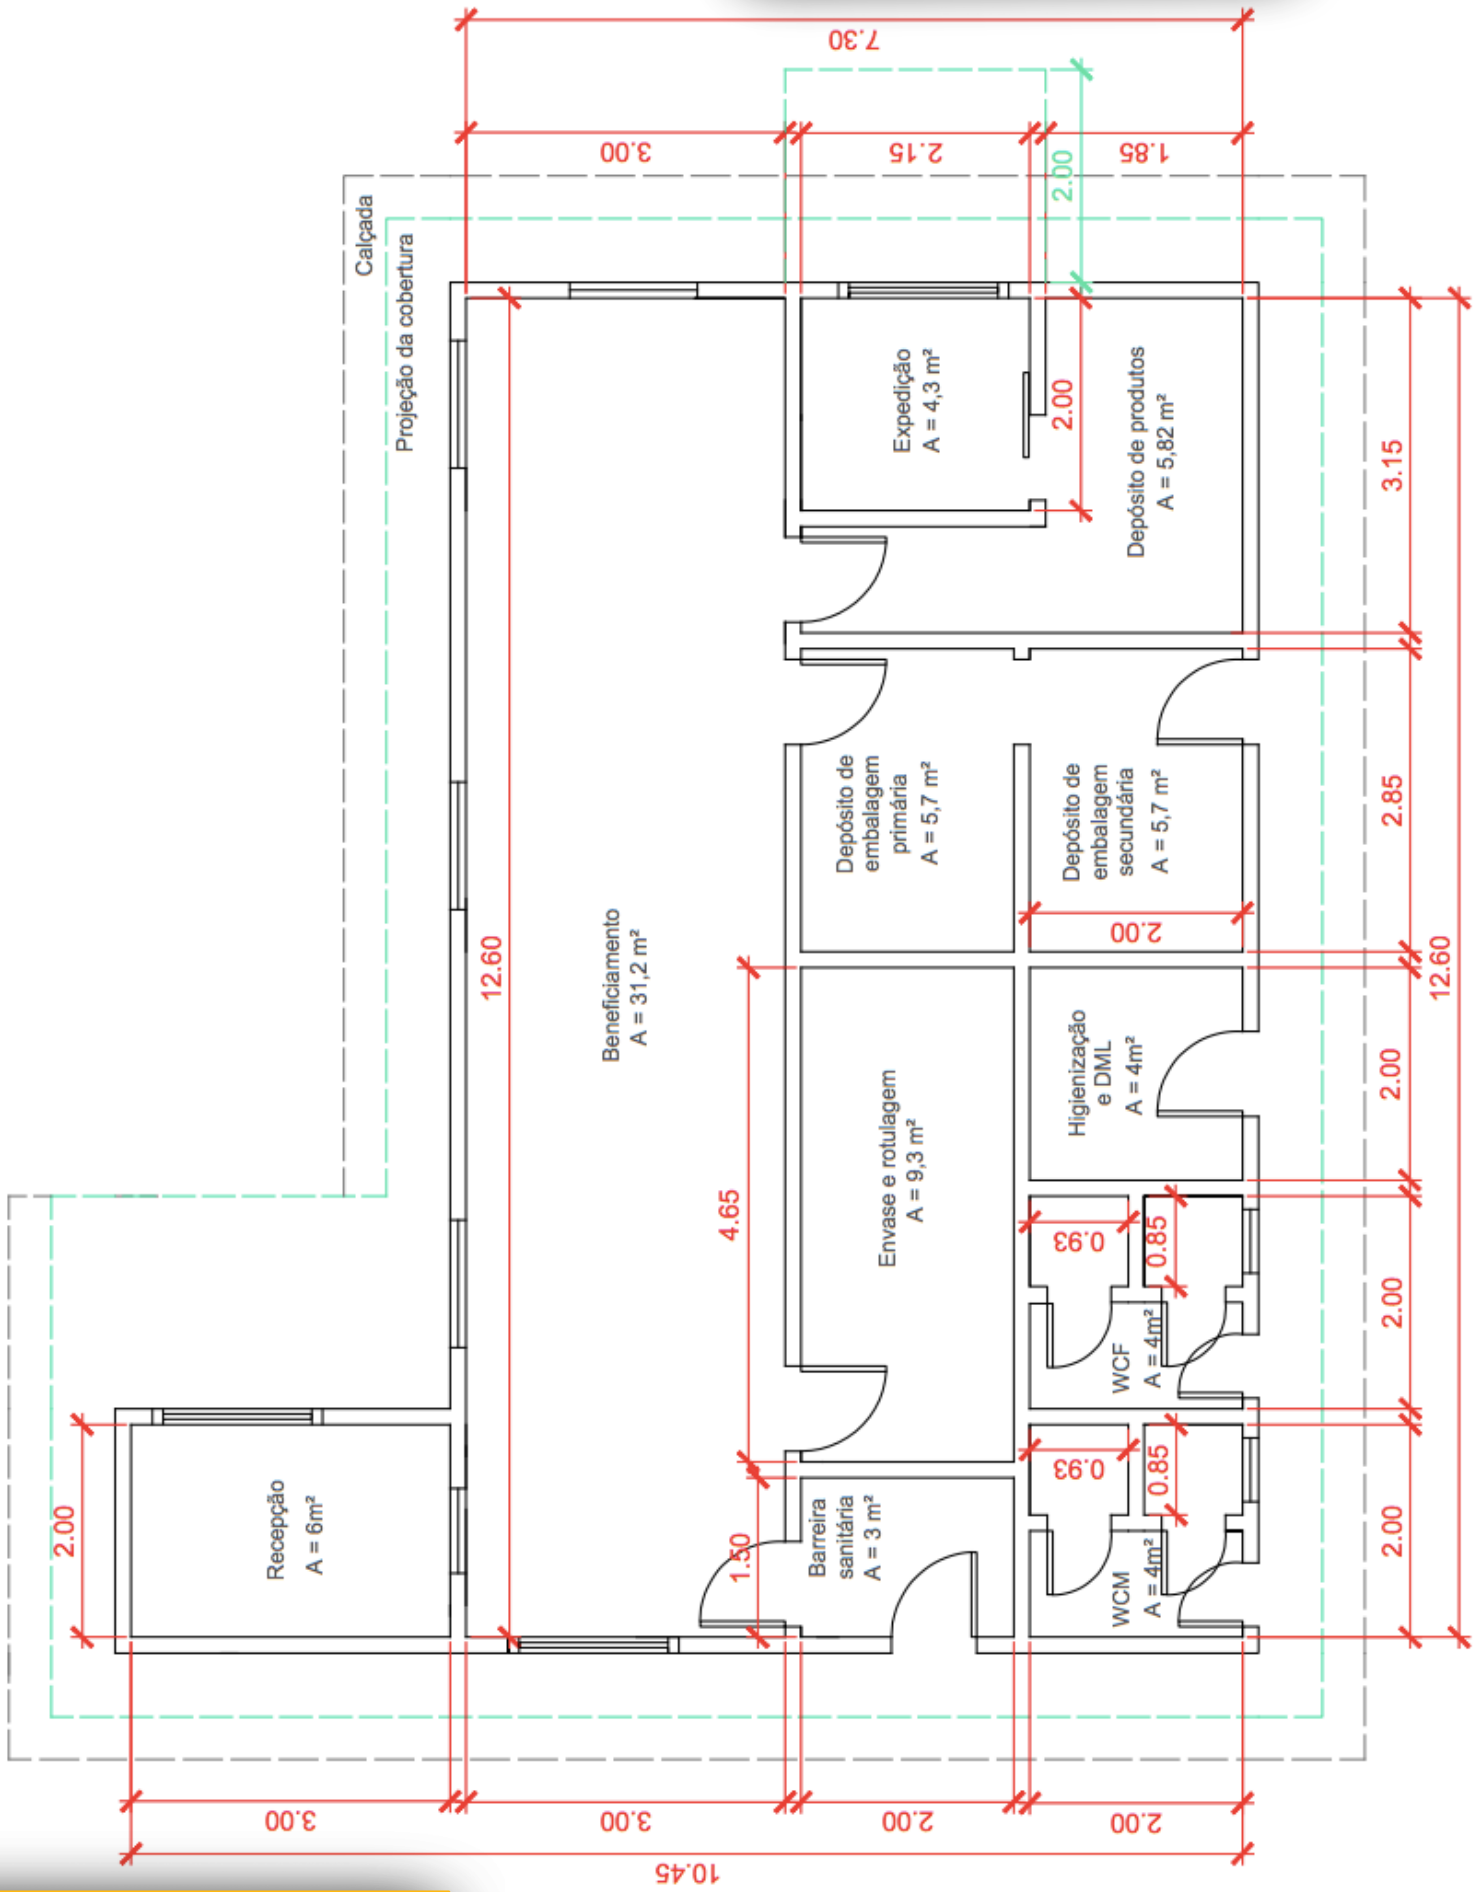 7.30
3.00
2.15
1.85
2.00
Calçada
Projeção da cobertura
Expedição
A = 4,3 m²
2.00
Depósito de produtos
A = 5,82 m²
3.15
12.60
Beneficiamento
A = 31,2 m²
Depósito de
embalagem
primária
A = 5,7 m²
Depósito de
embalagem
secundária
A = 5,7 m²
2.00
2.85
12.60
4.65
Envase e rotulagem
A = 9,3 m²
Higienização
e DML
A = 4m²
2.00
0.93
0.85
WCF
A = 4m²
2.00
2.00
Recepção
A = 6m²
1.50
Barreira
sanitária
A = 3 m²
0.93
0.85
WCM
A = 4m²
2.00
3.00
3.00
2.00
2.00
10.45